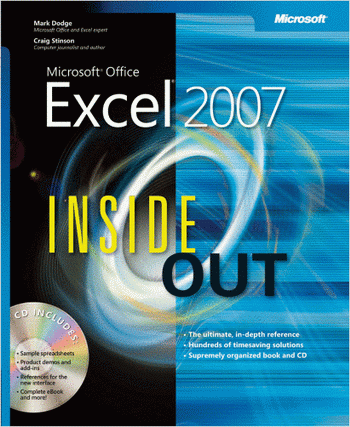 Mark Dodge
Microsoft Office and Excel expert
Craig Stinson
Computer journalist and author
Microsoft
Microsoft® Office
Excel® 2007
INSIDE
OUT
CD INCLUDES:
• Sample spreadsheets
• Product demos and
add-ins
• References for the
new interface
• Complete eBook
and more!
• The ultimate, in-depth reference
• Hundreds of timesaving solutions
• Supremely organized book and CD